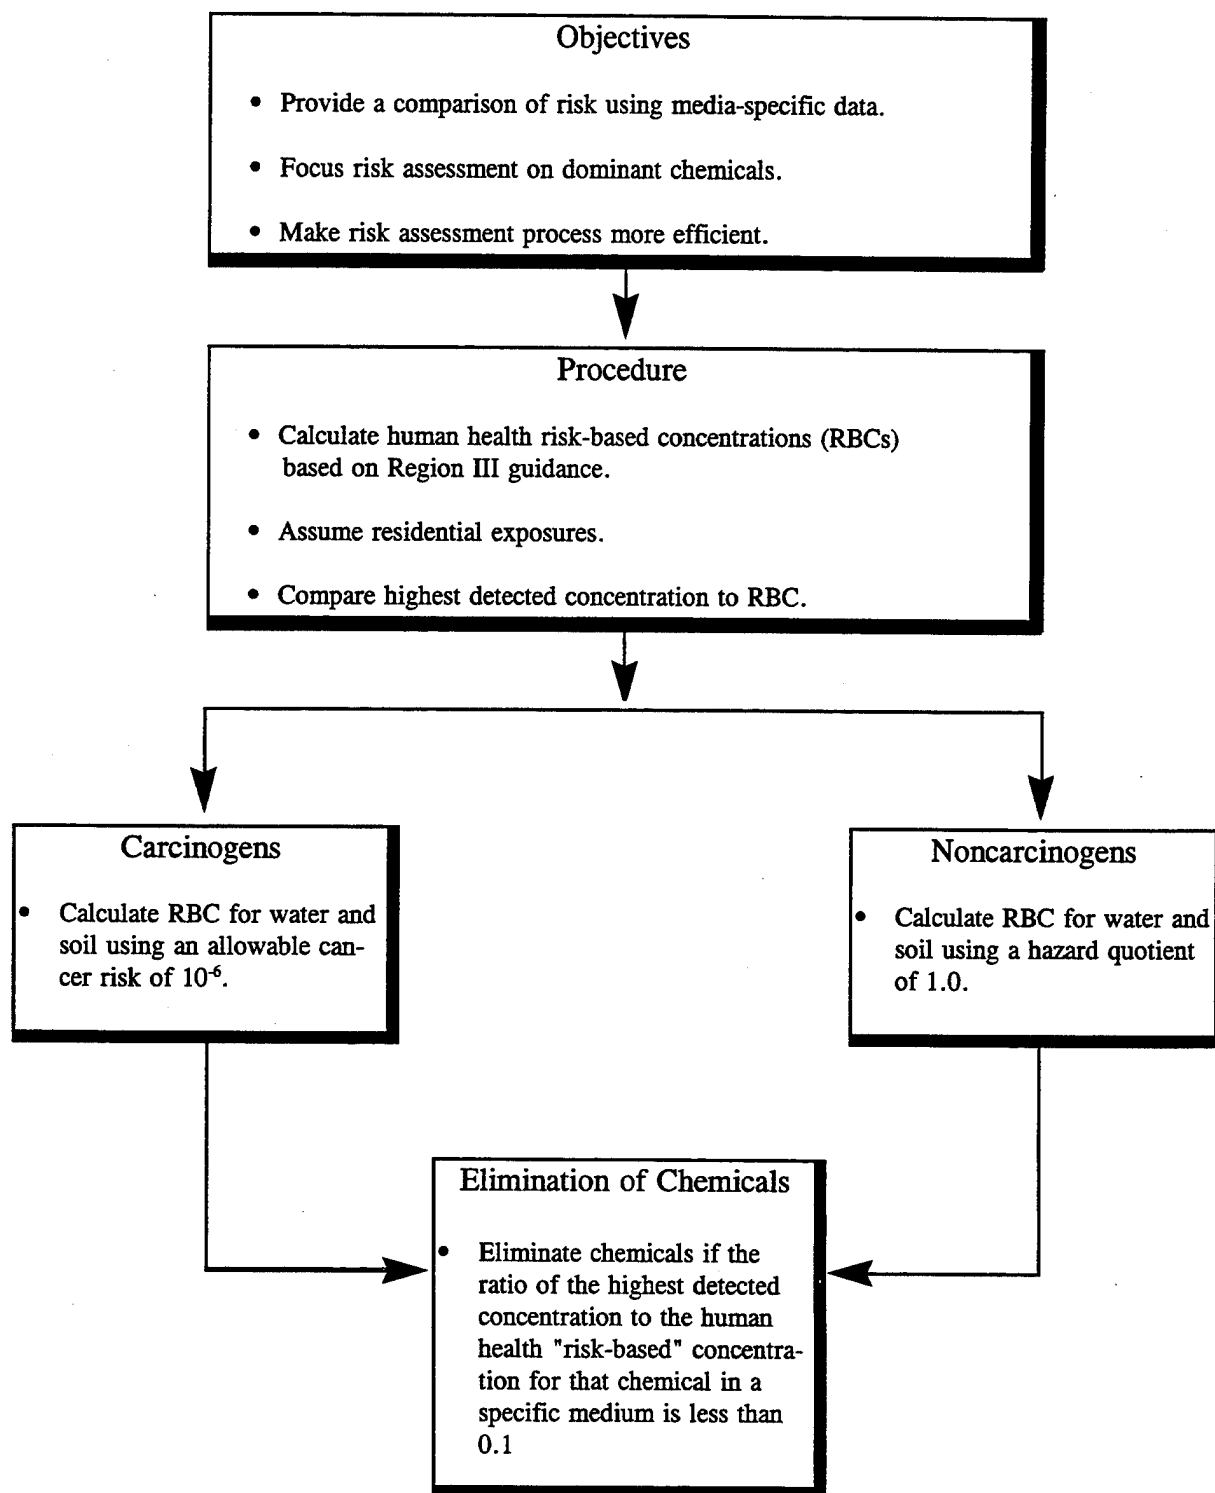 Objectives
• Provide a comparison of risk using media-specific data.
• Focus risk assessment on dominant chemicals.
• Make risk assessment process more efficient.
Procedure
• Calculate human health risk-based concentrations (RBCs)
based on Region III guidance.
• Assume residential exposures.
• Compare highest detected concentration to RBC.
Carcinogens
• Calculate RBC for water and
soil using an allowable can-
cer risk of 10⁻⁶.
Noncarcinogens
• Calculate RBC for water and
soil using a hazard quotient
of 1.0.
Elimination of Chemicals
• Eliminate chemicals if the
ratio of the highest detected
concentration to the human
health "risk-based" concentra-
tion for that chemical in a
specific medium is less than
0.1